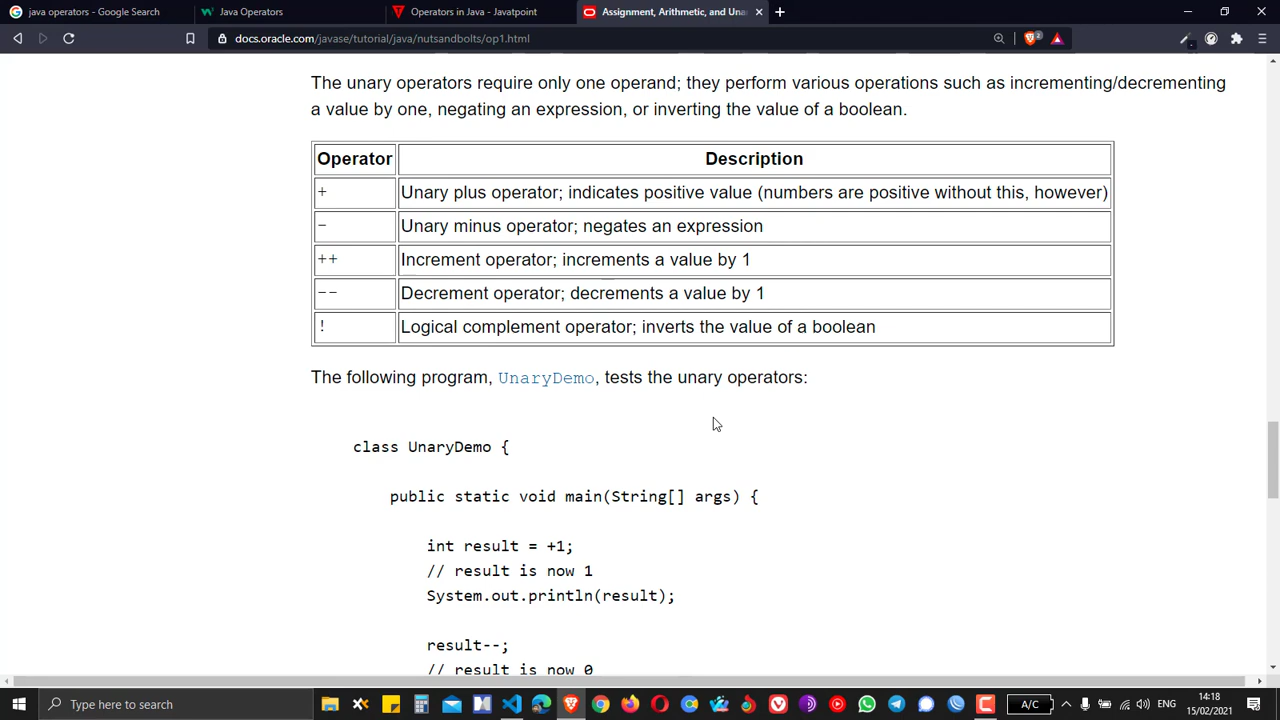 java operators - Google Search
Java Operators
Operators in Java - Javatpoint
Assignment, Arithmetic, and Una
docs.oracle.com/javase/tutorial/java/nutsandbolts/op1.html
2
The unary operators require only one operand; they perform various operations such as incrementing/decrementing
a value by one, negating an expression, or inverting the value of a boolean.
Operator Description
+ Unary plus operator; indicates positive value (numbers are positive without this, however)
- Unary minus operator; negates an expression
++ Increment operator; increments a value by 1
-- Decrement operator; decrements a value by 1
! Logical complement operator; inverts the value of a boolean
The following program, UnaryDemo, tests the unary operators:
class UnaryDemo {
public static void main(String[] args) {
int result = +1;
// result is now 1
System.out.println(result);
result--;
// result is now 0
Type here to search
A/C
ENG
14:18
15/02/2021